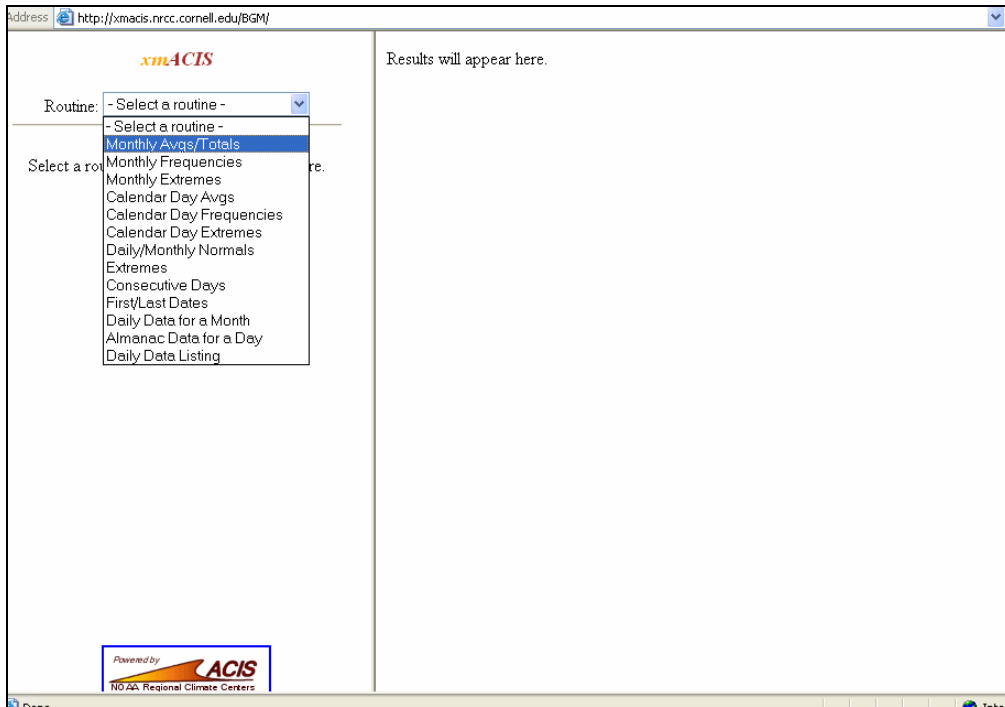 Address http://xmacis.nrcc.cornell.edu/BGM/
xmACIS
Results will appear here.
Routine: - Select a routine -
- Select a routine -
Monthly Avgs/Totals
Select a re.
Monthly Frequencies
Monthly Extremes
Calendar Day Avgs
Calendar Day Frequencies
Calendar Day Extremes
Daily/Monthly Normals
Extremes
Consecutive Days
First/Last Dates
Daily Data for a Month
Almanac Data for a Day
Daily Data Listing
Powered by
ACIS
NOAA Regional Climate Centers